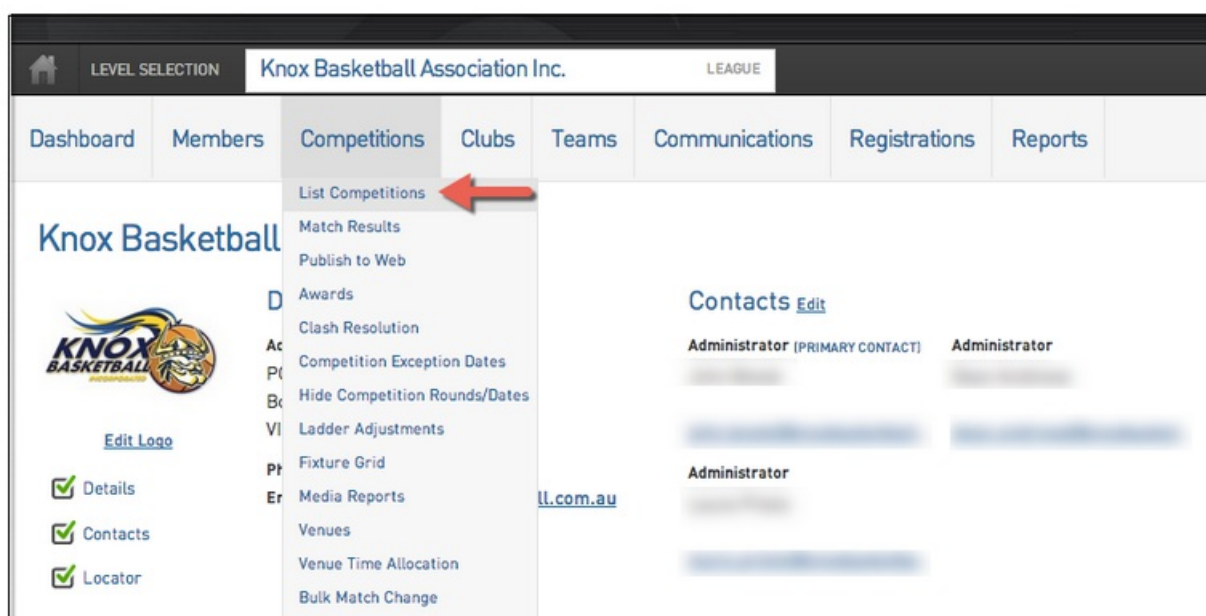 LEVEL SELECTION Knox Basketball Association Inc. LEAGUE
Dashboard Members Competitions Clubs Teams Communications Registrations Reports
List Competitions
Match Results
Publish to Web
Awards
Clash Resolution
Competition Exception Dates
Hide Competition Rounds/Dates
Ladder Adjustments
Fixture Grid
Media Reports
Venues
Venue Time Allocation
Bulk Match Change
Knox Basketball
KNOX
BASKETBALL
INCORPORATED
Edit Logo
Details
Contacts
Locator
ll.com.au
Contacts Edit
Administrator (PRIMARY CONTACT) Administrator
Administrator